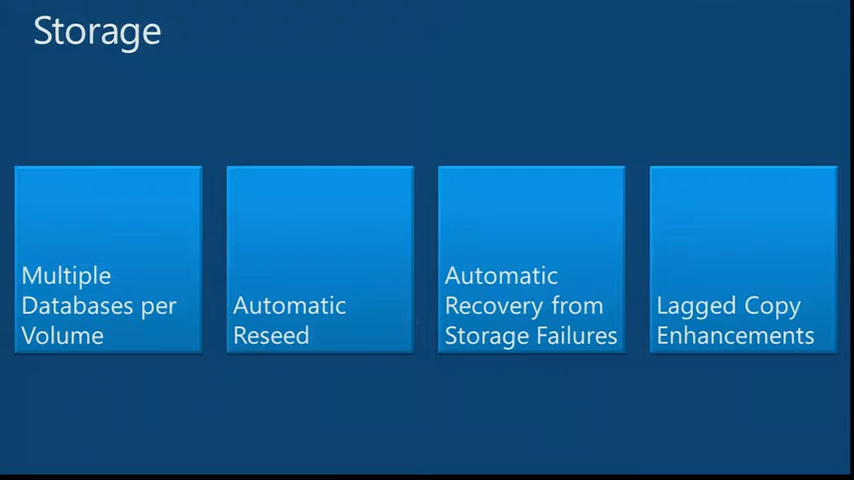 Storage
Multiple
Databases per
Volume
Automatic
Reseed
Automatic
Recovery from
Storage Failures
Lagged Copy
Enhancements